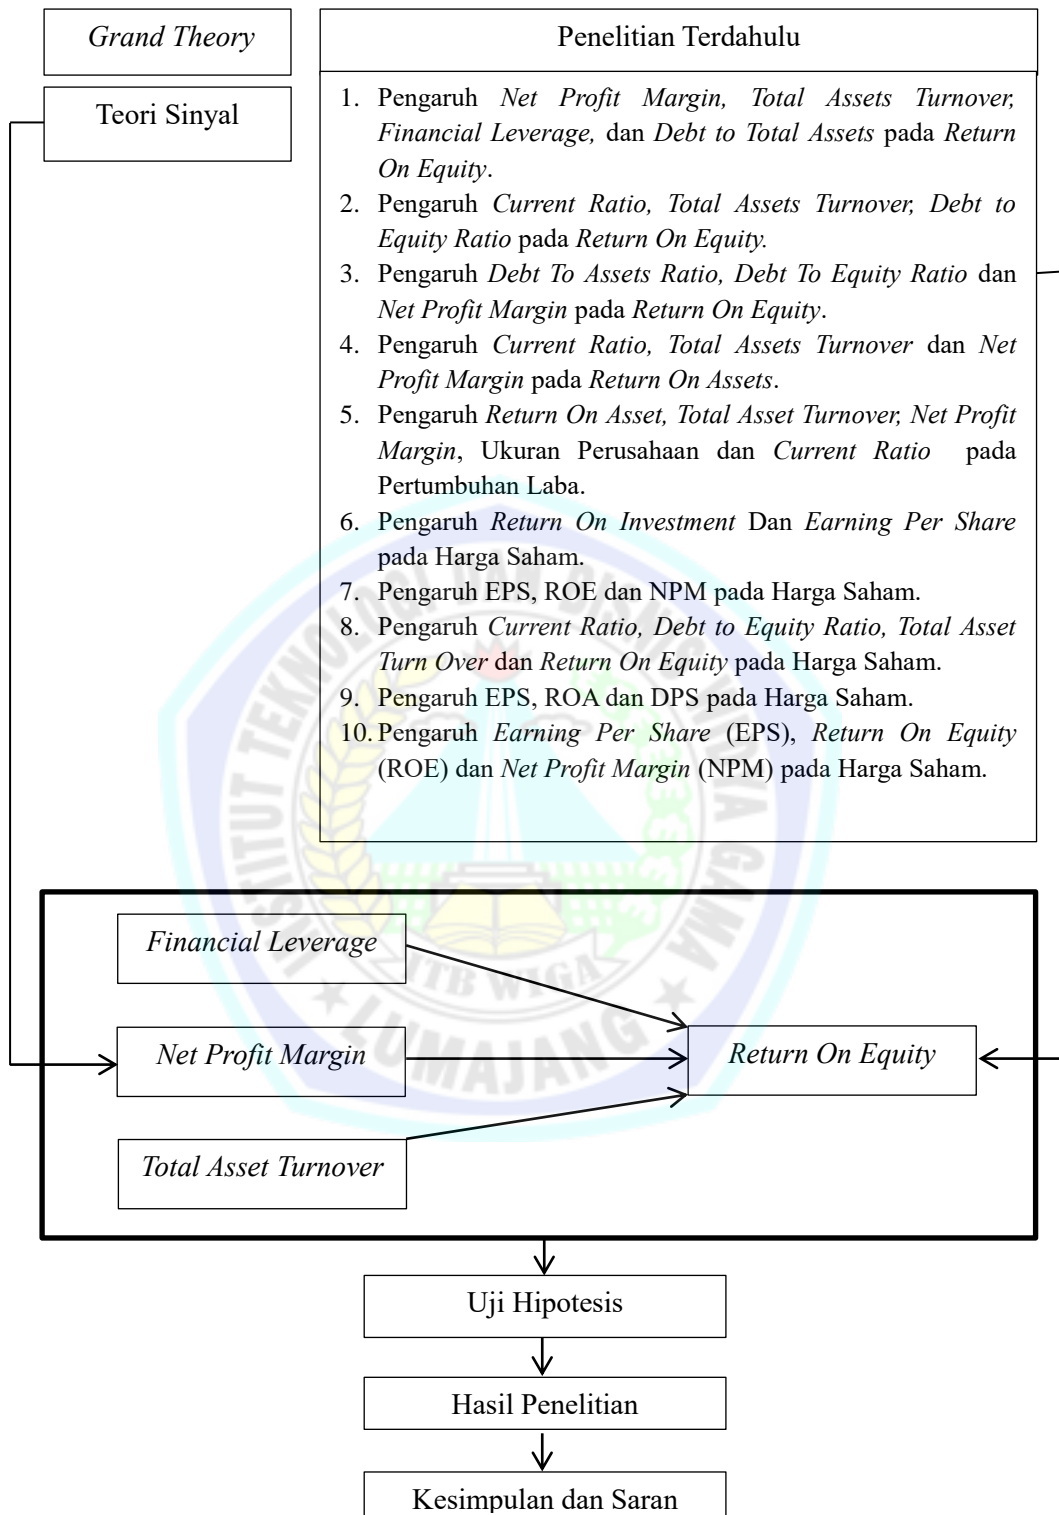 Grand Theory
Penelitian Terdahulu
Teori Sinyal
1. Pengaruh Net Profit Margin, Total Assets Turnover,
Financial Leverage, dan Debt to Total Assets pada Return
On Equity.
2. Pengaruh Current Ratio, Total Assets Turnover, Debt to
Equity Ratio pada Return On Equity.
3. Pengaruh Debt To Assets Ratio, Debt To Equity Ratio dan
Net Profit Margin pada Return On Equity.
4. Pengaruh Current Ratio, Total Assets Turnover dan Net
Profit Margin pada Return On Assets.
5. Pengaruh Return On Asset, Total Asset Turnover, Net Profit
Margin, Ukuran Perusahaan dan Current Ratio pada
Pertumbuhan Laba.
6. Pengaruh Return On Investment Dan Earning Per Share
pada Harga Saham.
7. Pengaruh EPS, ROE dan NPM pada Harga Saham.
8. Pengaruh Current Ratio, Debt to Equity Ratio, Total Asset
Turn Over dan Return On Equity pada Harga Saham.
9. Pengaruh EPS, ROA dan DPS pada Harga Saham.
10. Pengaruh Earning Per Share (EPS), Return On Equity
(ROE) dan Net Profit Margin (NPM) pada Harga Saham.
INSTITUT TEKNOLOGI DAN BISNIS WIDYA GAMA
ITB WIGA
LUMAJANG
Financial Leverage
Net Profit Margin
Return On Equity
Total Asset Turnover
Uji Hipotesis
Hasil Penelitian
Kesimpulan dan Saran